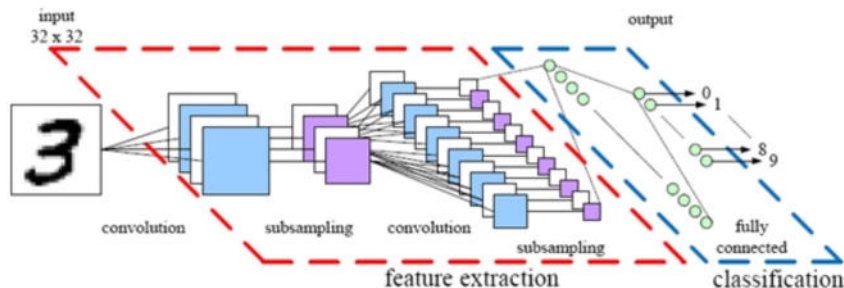 input
32 x 32
output
3
0
1
8
9
convolution
subsampling
convolution
subsampling
fully
connected
feature extraction
classification